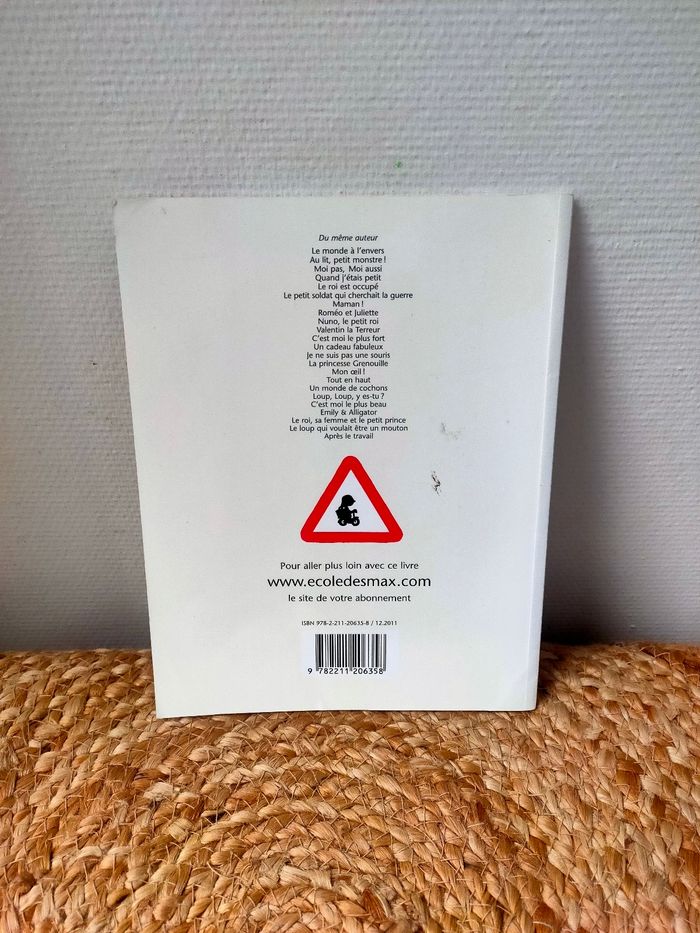 Du même auteur
Le monde à l'envers
Au lit, petit monstre !
Moi pas, Moi aussi
Quand j'étais petit
Le roi est occupé
Le petit soldat qui cherchait la guerre
Maman !
Roméo et Juliette
Nuno, le petit roi
Valentin la Terreur
C'est moi le plus fort
Un cadeau fabuleux
Je ne suis pas une souris
La princesse Grenouille
Mon œil !
Tout en haut
Un monde de cochons
Loup, Loup, y es-tu ?
C'est moi le plus beau
Emily & Alligator
Le roi, sa femme et le petit prince
Le loup qui voulait être un mouton
Après le travail
Pour aller plus loin avec ce livre
www.ecoledesmax.com
le site de votre abonnement
ISBN 978-2-211-20635-8 / 12.2011
9 782211 206358